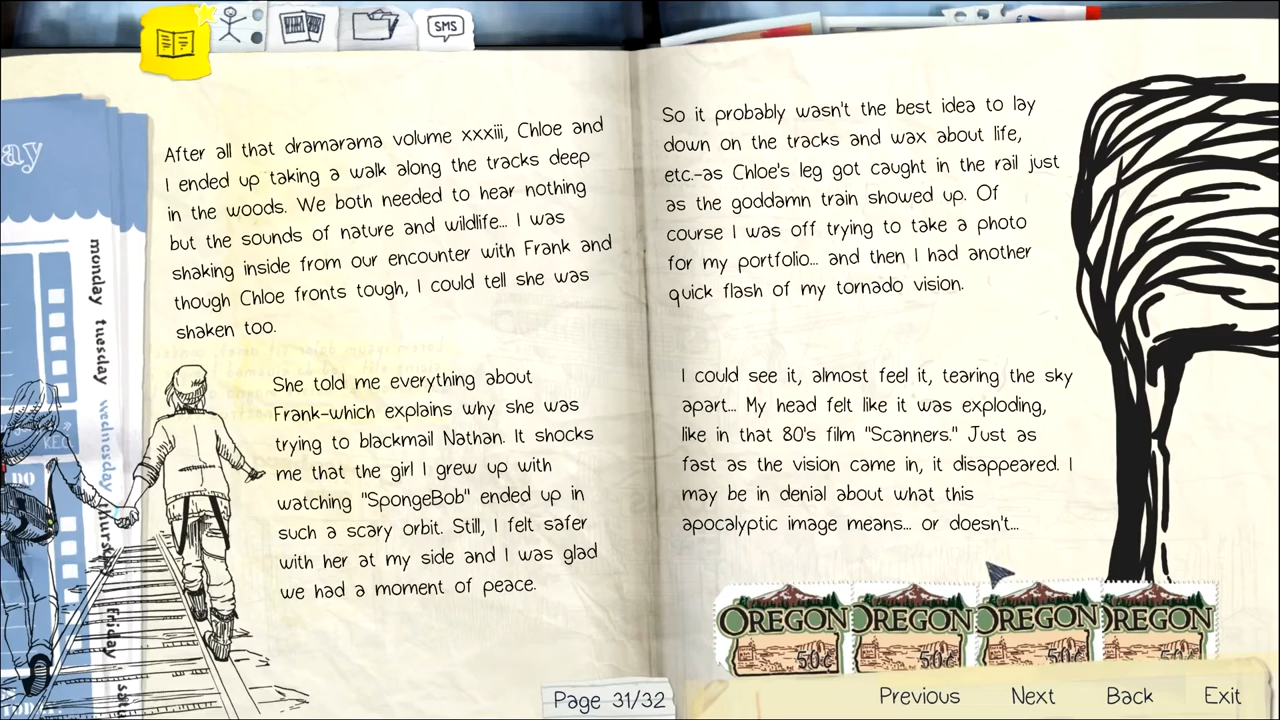 SMS
ay
monday tuesday wednesday thursday friday satu
After all that dramarama volume xxxiii, Chloe and
I ended up taking a walk along the tracks deep
in the woods. We both needed to hear nothing
but the sounds of nature and wildlife... I was
shaking inside from our encounter with Frank and
though Chloe fronts tough, I could tell she was
shaken too.
She told me everything about
Frank-which explains why she was
trying to blackmail Nathan. It shocks
me that the girl I grew up with
watching "SpongeBob" ended up in
such a scary orbit. Still, I felt safer
with her at my side and I was glad
we had a moment of peace.
So it probably wasn't the best idea to lay
down on the tracks and wax about life,
etc.-as Chloe's leg got caught in the rail just
as the goddamn train showed up. Of
course I was off trying to take a photo
for my portfolio... and then I had another
quick flash of my tornado vision.
I could see it, almost feel it, tearing the sky
apart... My head felt like it was exploding,
like in that 80s film "Scanners." Just as
fast as the vision came in, it disappeared. I
may be in denial about what this
apocalyptic image means... or doesn't...
OREGON OREGON OREGON OREGON
50¢ 50¢ 50¢ 50¢
Page 31/32
Previous Next Back Exit